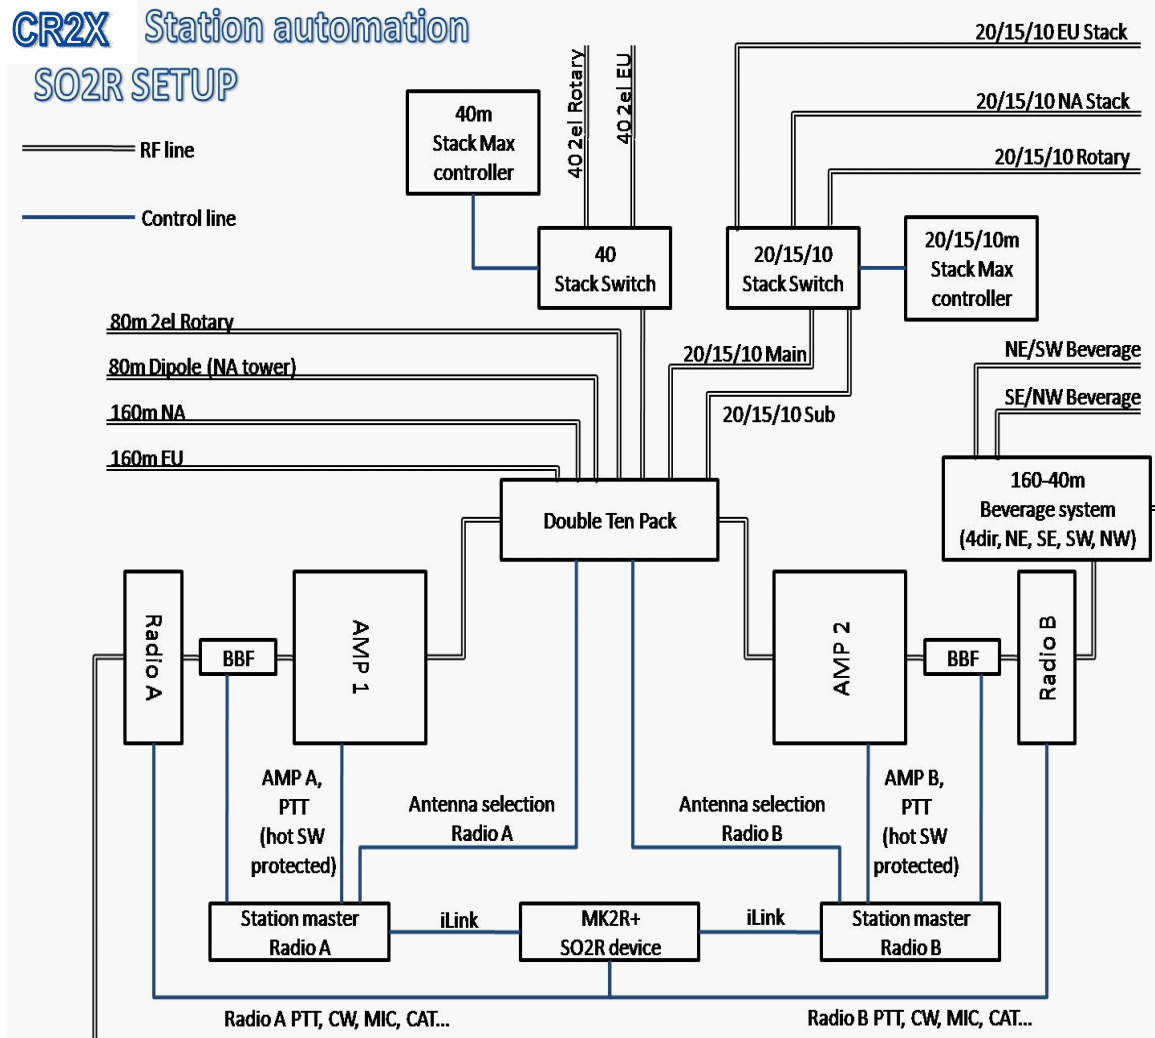 CR2X Station automation
SO2R SETUP
RF line
Control line
40m
Stack Max
controller
40 2el Rotary
40 2el EU
20/15/10 EU Stack
20/15/10 NA Stack
20/15/10 Rotary
40
Stack Switch
20/15/10
Stack Switch
20/15/10m
Stack Max
controller
80m 2el Rotary
80m Dipole (NA tower)
160m NA
160m EU
20/15/10 Main
20/15/10 Sub
NE/SW Beverage
SE/NW Beverage
160-40m
Beverage system
(4dir, NE, SE, SW, NW)
Double Ten Pack
Radio A
BBF
AMP 1
AMP 2
BBF
Radio B
AMP A,
PTT
(hot SW
protected)
Antenna selection
Radio A
Antenna selection
Radio B
AMP B,
PTT
(hot SW
protected)
Station master
Radio A
iLink
MK2R+
SO2R device
iLink
Station master
Radio B
Radio A PTT, CW, MIC, CAT...
Radio B PTT, CW, MIC, CAT...